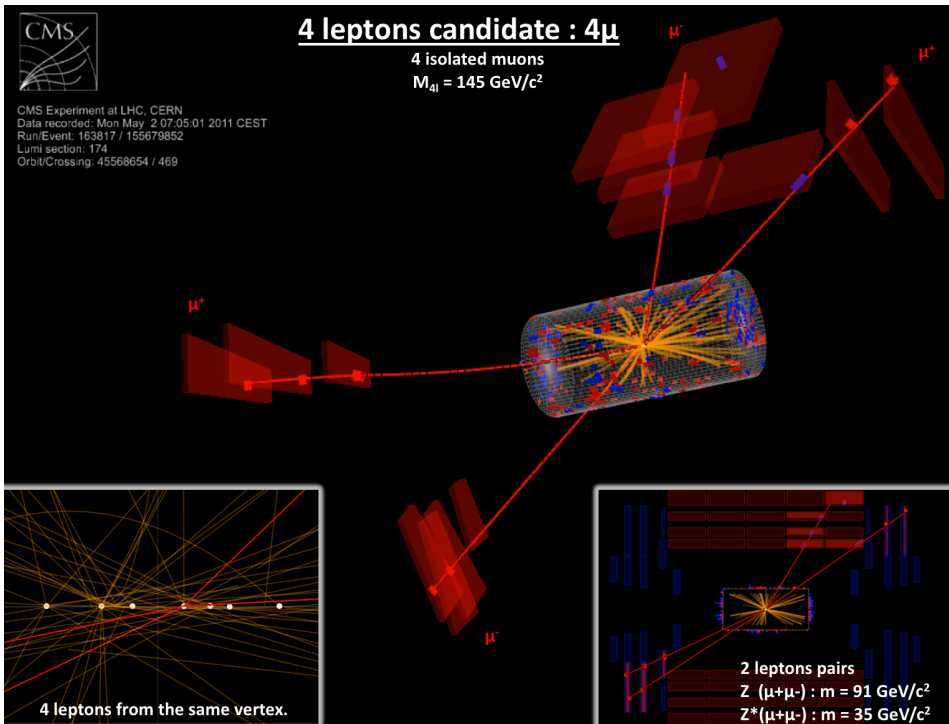 CMS
4 leptons candidate : 4μ
4 isolated muons
M4l = 145 GeV/c²
μ-
μ+
CMS Experiment at LHC, CERN
Data recorded: Mon May 2 07:05:01 2011 CEST
Run/Event: 163817 / 155679852
Lumi section: 174
Orbit/Crossing: 45568654 / 469
μ+
μ-
4 leptons from the same vertex.
2 leptons pairs
Z (μ+μ-) : m = 91 GeV/c²
Z*(μ+μ-) : m = 35 GeV/c²